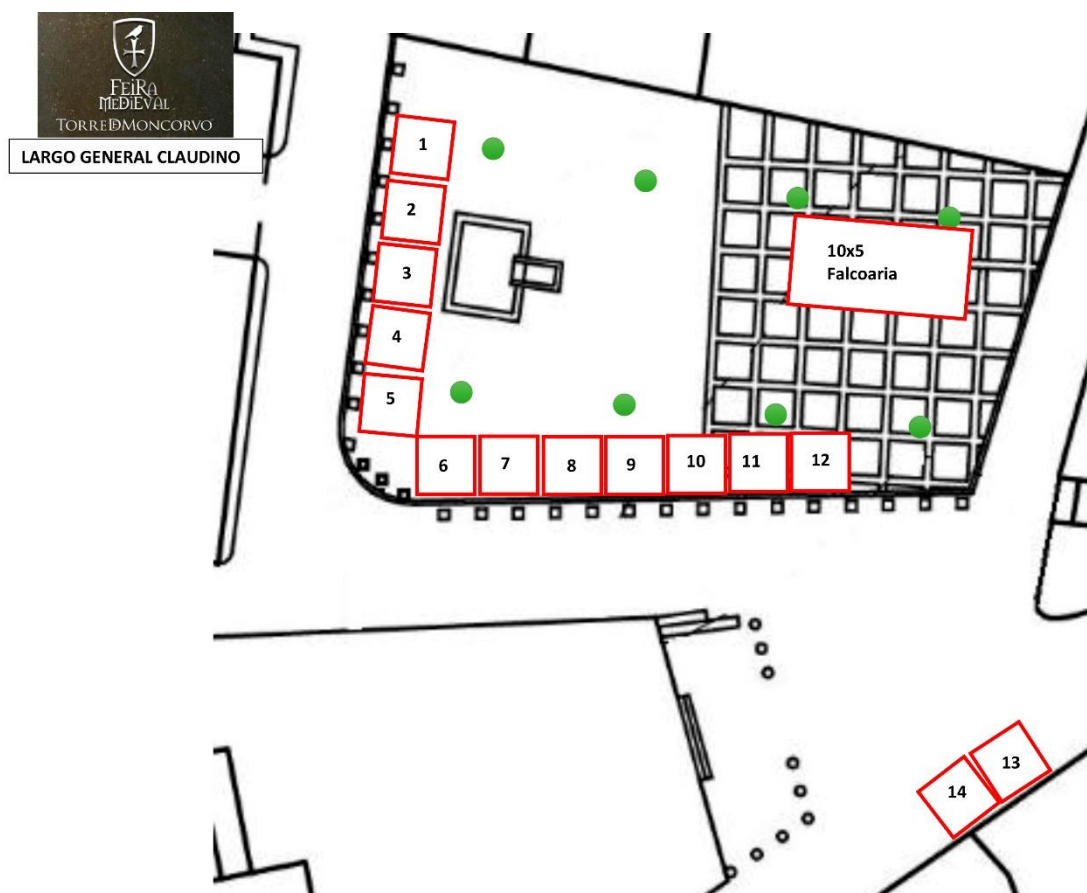 FEIRA
MEDIEVAL
TORRE DE MONCORVO
LARGO GENERAL CLAUDINO
1
2
3
4
5
6
7
8
9
10
11
12
10x5
Falcoaria
13
14